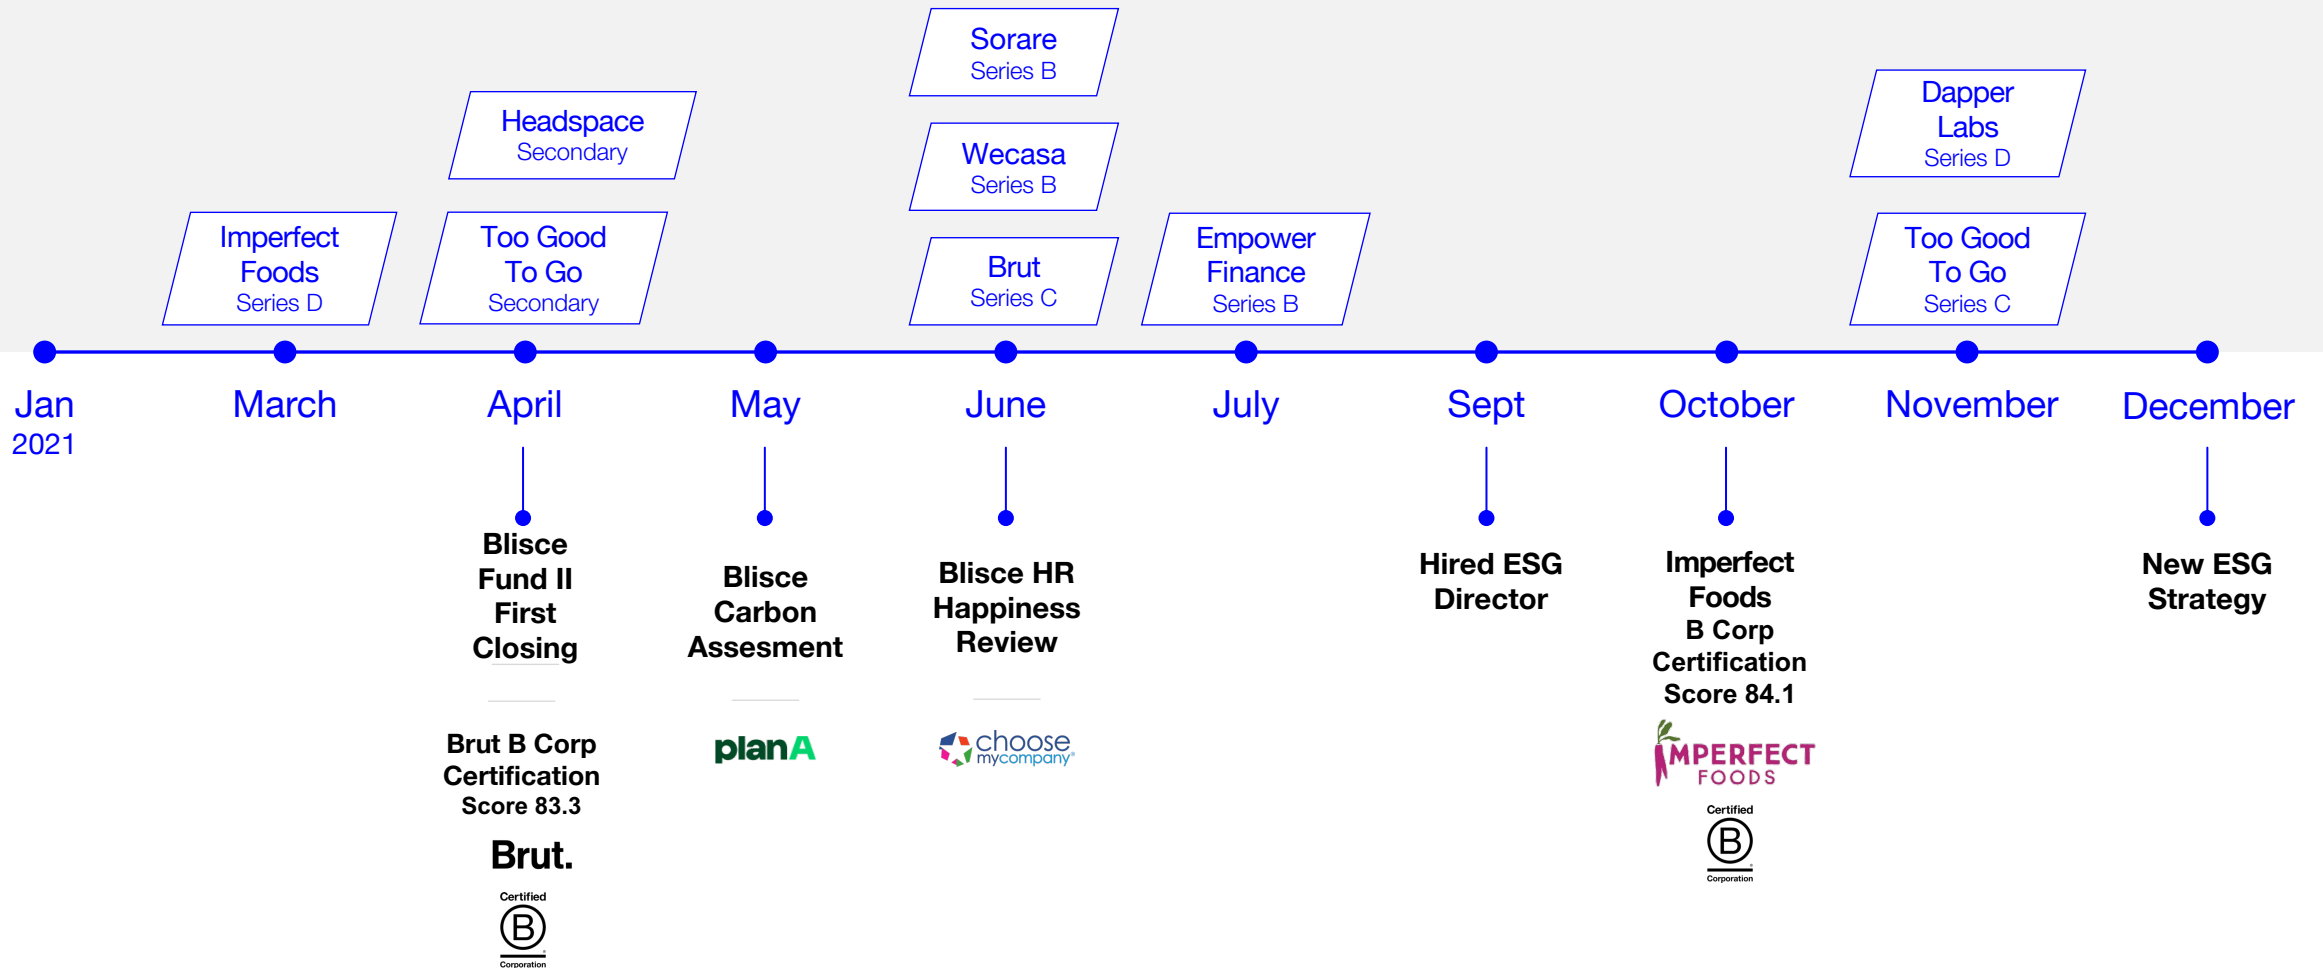 Sorare
Series B
Headspace
Secondary
Wecasa
Series B
Dapper
Labs
Series D
Imperfect
Foods
Series D
Too Good
To Go
Secondary
Brut
Series C
Empower
Finance
Series B
Too Good
To Go
Series C
Jan
2021
March
April
May
June
July
Sept
October
November
December
Blisce
Fund II
First
Closing
Brut B Corp
Certification
Score 83.3
Brut.
Certified
B
Corporation
Blisce
Carbon
Assesment
planA
Blisce HR
Happiness
Review
choose
mycompany
Hired ESG
Director
Imperfect
Foods
B Corp
Certification
Score 84.1
IMPERFECT
FOODS
Certified
B
Corporation
New ESG
Strategy